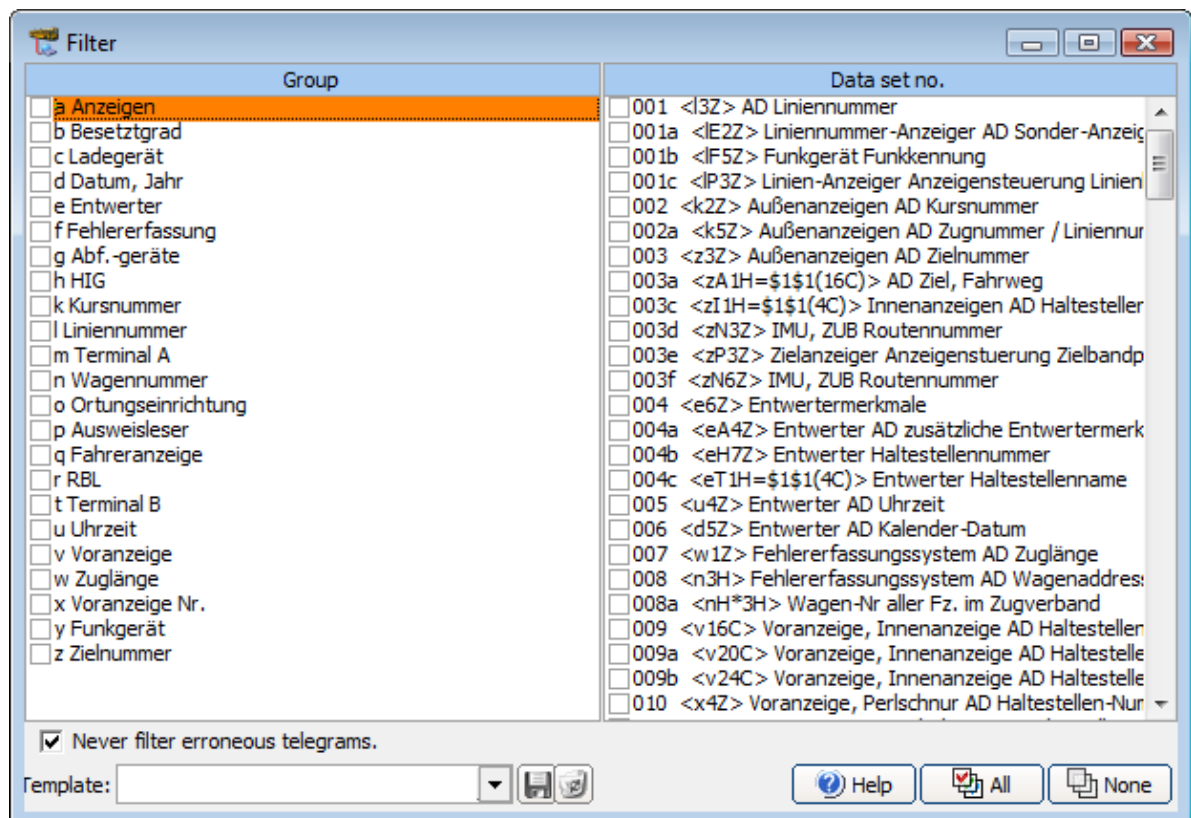 Filter
Group
a Anzeigen
b Besetztgrad
c Ladegerät
d Datum, Jahr
e Entwerter
f Fehlererfassung
g Abf.-geräte
h HIG
k Kursnummer
l Liniennummer
m Terminal A
n Wagennummer
o Ortungseinrichtung
p Ausweisleser
q Fahreranzeige
r RBL
t Terminal B
u Uhrzeit
v Voranzeige
w Zuglänge
x Voranzeige Nr.
y Funkgerät
z Zielnummer
Data set no.
001 <l3Z> AD Liniennummer
001a <lE2Z> Liniennummer-Anzeiger AD Sonder-Anzeig
001b <lF5Z> Funkgerät Funkkennung
001c <lP3Z> Linien-Anzeiger Anzeigensteuerung Linienl
002 <k2Z> Außenanzeigen AD Kursnummer
002a <k5Z> Außenanzeigen AD Zugnummer / Liniennur
003 <z3Z> Außenanzeigen AD Zielnummer
003a <zA1H=$1$1(16C)> AD Ziel, Fahrweg
003c <zI1H=$1$1(4C)> Innenanzeigen AD Haltesteller
003d <zN3Z> IMU, ZUB Routennummer
003e <zP3Z> Zielanzeiger Anzeigenstuerung Zielbandp
003f <zN6Z> IMU, ZUB Routennummer
004 <e6Z> Entwertermerkmale
004a <eA4Z> Entwerter AD zusätzliche Entwertermerk
004b <eH7Z> Entwerter Haltestellennummer
004c <eT1H=$1$1(4C)> Entwerter Haltestellenname
005 <u4Z> Entwerter AD Uhrzeit
006 <d5Z> Entwerter AD Kalender-Datum
007 <w1Z> Fehlererfassungssystem AD Zuglänge
008 <n3H> Fehlererfassungssystem AD Wagenaddres
008a <nH*3H> Wagen-Nr aller Fz. im Zugverband
009 <v16C> Voranzeige, Innenanzeige AD Haltesteller
009a <v20C> Voranzeige, Innenanzeige AD Haltestelle
009b <v24C> Voranzeige, Innenanzeige AD Haltestelle
010 <x4Z> Voranzeige, Perlschnur AD Haltestellen-Nur
Never filter erroneous telegrams.
Template:
Help
All
None